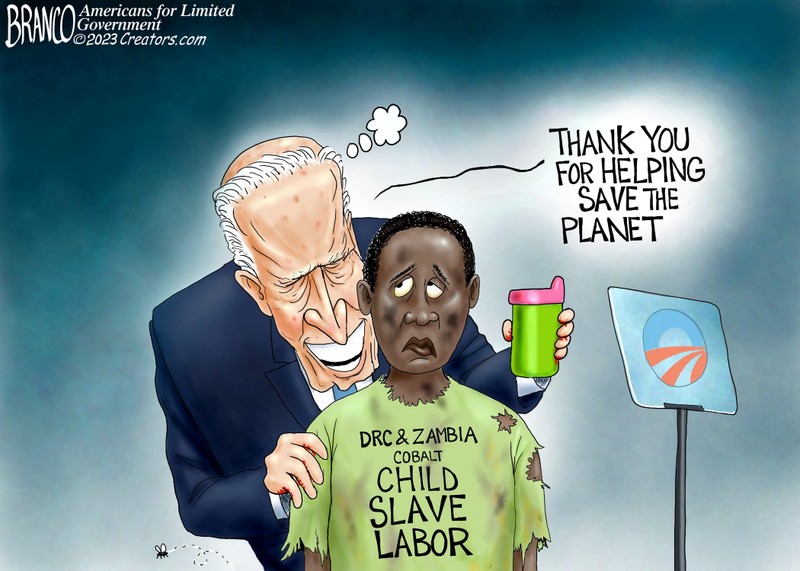 BRANCO
Americans for Limited
Government
©2023 Creators.com
THANK YOU
FOR HELPING
SAVE THE
PLANET
DRC & ZAMBIA
COBALT
CHILD
SLAVE
LABOR